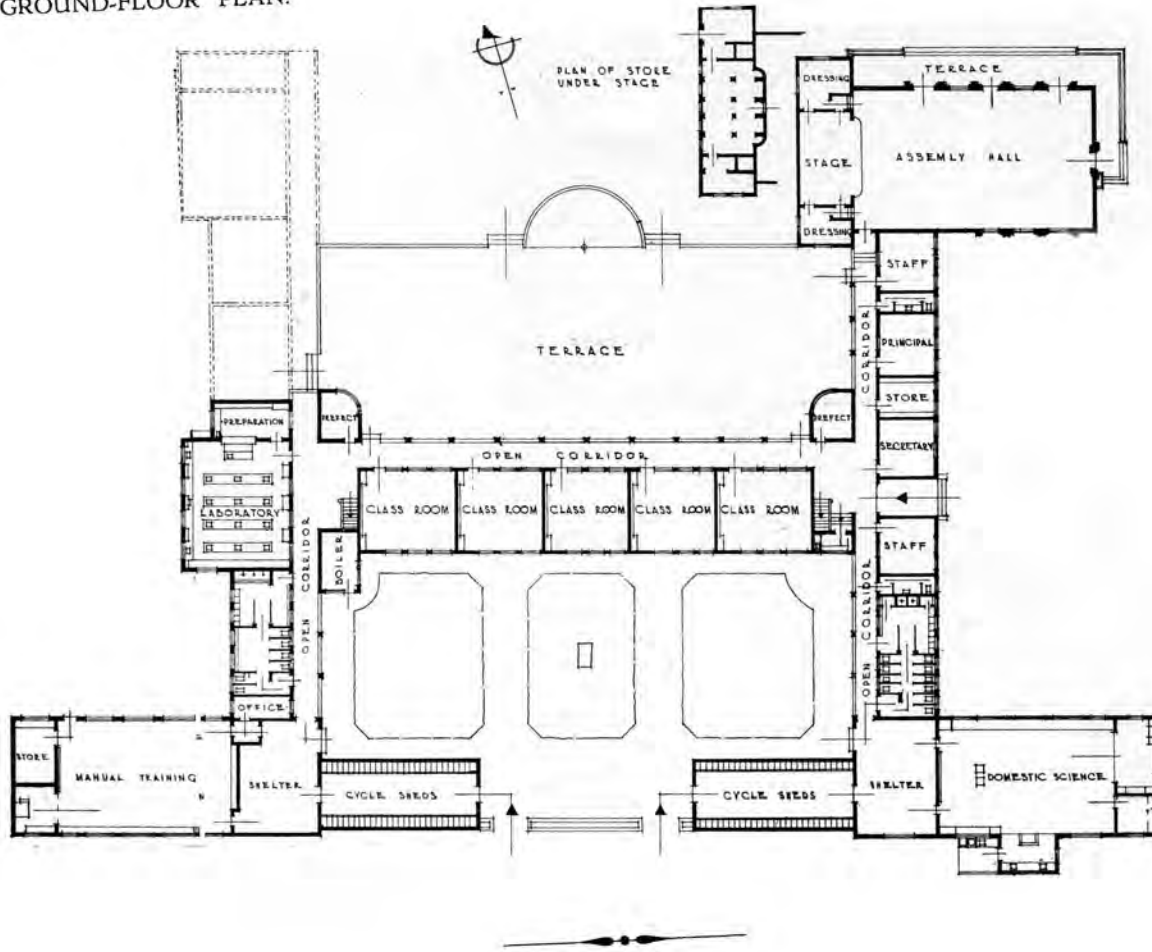 GROUND-FLOOR PLAN.
PLAN OF STORE
UNDER STAGE
DRESSING
TERRACE
STAGE
ASSEMLY HALL
DRESSING
STAFF
CORRIDOR
PRINCIPAL
STORE
SECRETARY
TERRACE
PREFECT
PREFECT
PREPARATION
OPEN CORRIDOR
LABORATORY
CLASS ROOM
CLASS ROOM
CLASS ROOM
CLASS ROOM
CLASS ROOM
STAFF
BOILER
OPEN CORRIDOR
OPEN CORRIDOR
OFFICE
STORE
MANUAL TRAINING
SHELTER
CYCLE SHEDS
CYCLE SHEDS
SHELTER
DOMESTIC SCIENCE